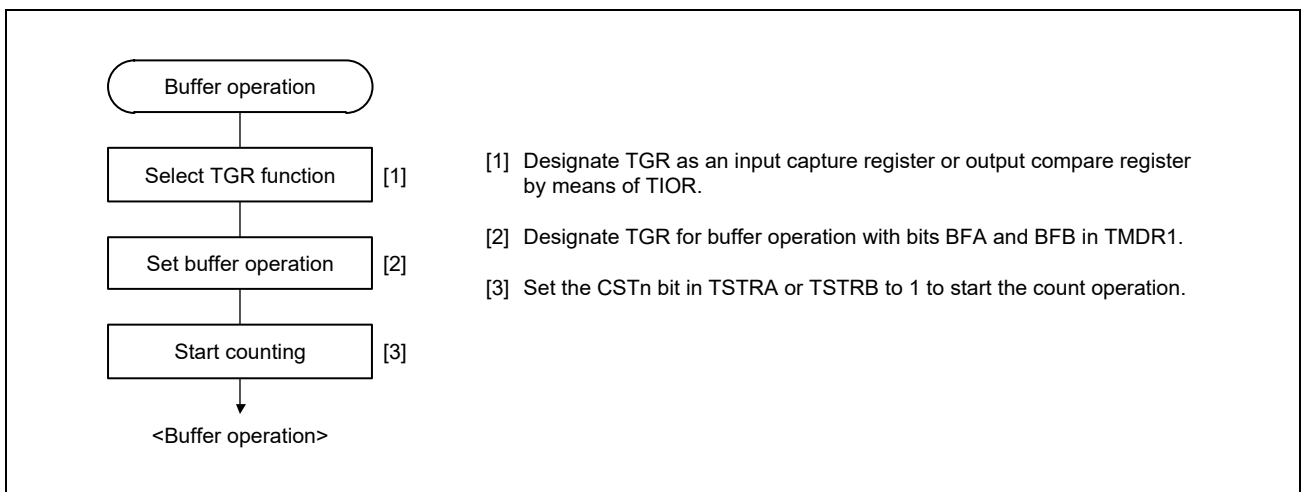 Buffer operation
Select TGR function [1]
Set buffer operation [2]
Start counting [3]
<Buffer operation>
[1] Designate TGR as an input capture register or output compare register
by means of TIOR.
[2] Designate TGR for buffer operation with bits BFA and BFB in TMDR1.
[3] Set the CSTn bit in TSTRA or TSTRB to 1 to start the count operation.